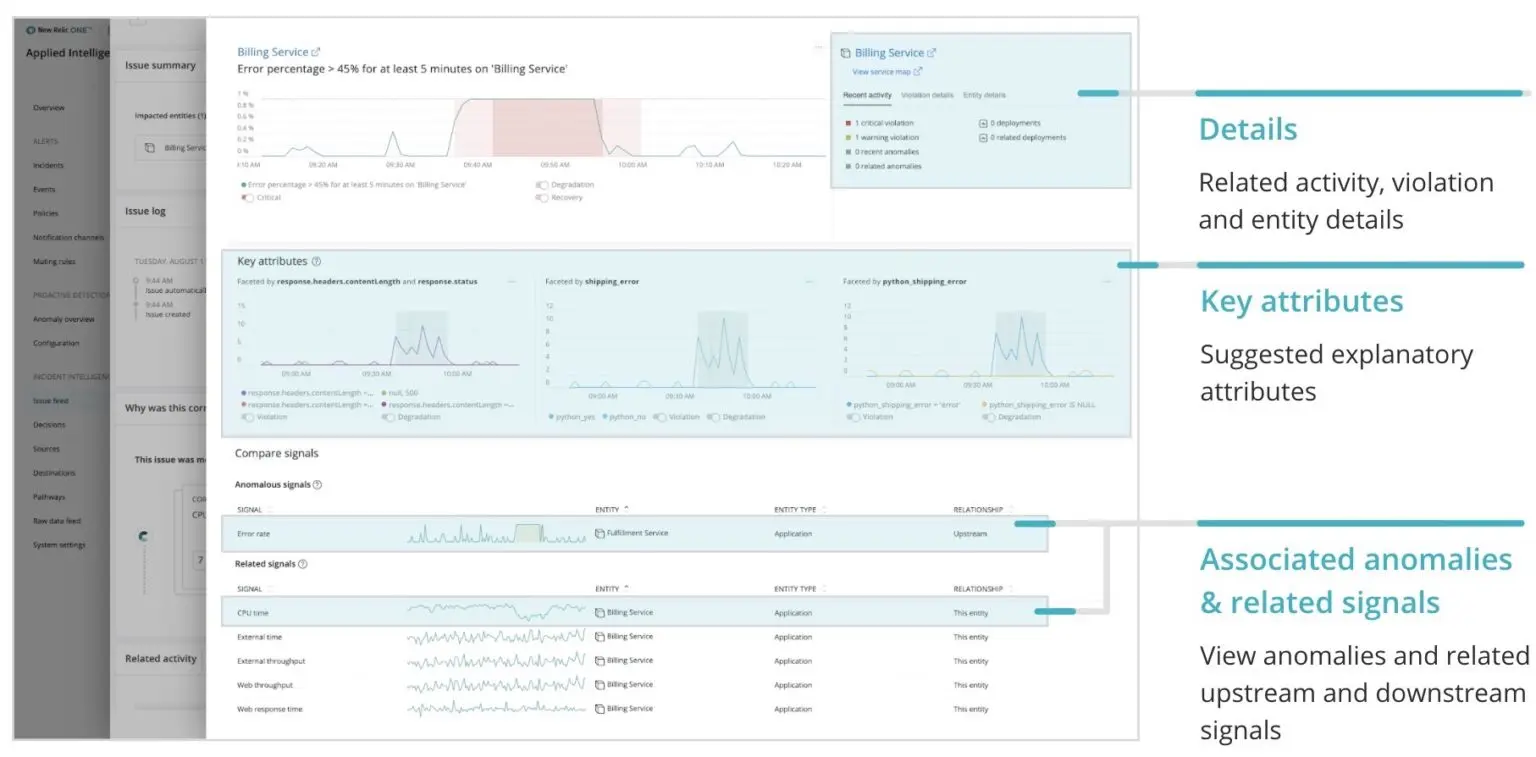 New Relic ONE™
Applied Intellige
Overview
ALERTS
Incidents
Events
Policies
Notification channels
Muting rules
PROACTIVE DETECTION
Anomaly overview
Configuration
INCIDENT INTELLIGEN
Issue feed
Decisions
Sources
Destinations
Pathways
Raw data feed
System settings
Issue summary
Impacted entities (1)
Billing Servic
Issue log
TUESDAY, AUGUST 1
9:44 AM
Issue automatical
9:44 AM
Issue created
Why was this corr
This issue was me
COR
CPU
7
Related activity
Billing Service
Error percentage > 45% for at least 5 minutes on 'Billing Service'
1 %
0.8 %
0.6 %
0.4 %
0.2 %
0 %
9:10 AM 09:20 AM 09:30 AM 09:40 AM 09:50 AM 10:00 AM 10:10 AM 10:20 AM
Error percentage > 45% for at least 5 minutes on 'Billing Service' Degradation
Critical Recovery
Billing Service
View service map
Recent activity Violation details Entity details
1 critical violation 0 deployments
1 warning violation 0 related deployments
0 recent anomalies
0 related anomalies
Key attributes
Faceted by response.headers.contentLength and response.status
15
10
5
0
09:00 AM 09:30 AM 10:00 AM
response.headers.contentLength =... null, 500
response.headers.contentLength =... response.headers.contentLength =...
Violation Degradation
Faceted by shipping_error
12
10
8
6
4
2
0
09:00 AM 09:30 AM 10:00 AM
python_yes python_no Violation Degradation
Faceted by python_shipping_error
12
10
8
6
4
2
0
09:00 AM 09:30 AM 10:00 AM
python_shipping_error = 'error' python_shipping_error IS NULL
Violation Degradation
Compare signals
Anomalous signals
SIGNAL ENTITY ENTITY TYPE RELATIONSHIP
Error rate Fulfillment Service Application Upstream
Related signals
SIGNAL ENTITY ENTITY TYPE RELATIONSHIP
CPU time Billing Service Application This entity
External time Billing Service Application This entity
External throughput Billing Service Application This entity
Web throughput Billing Service Application This entity
Web response time Billing Service Application This entity
Details
Related activity, violation
and entity details
Key attributes
Suggested explanatory
attributes
Associated anomalies
& related signals
View anomalies and related
upstream and downstream
signals